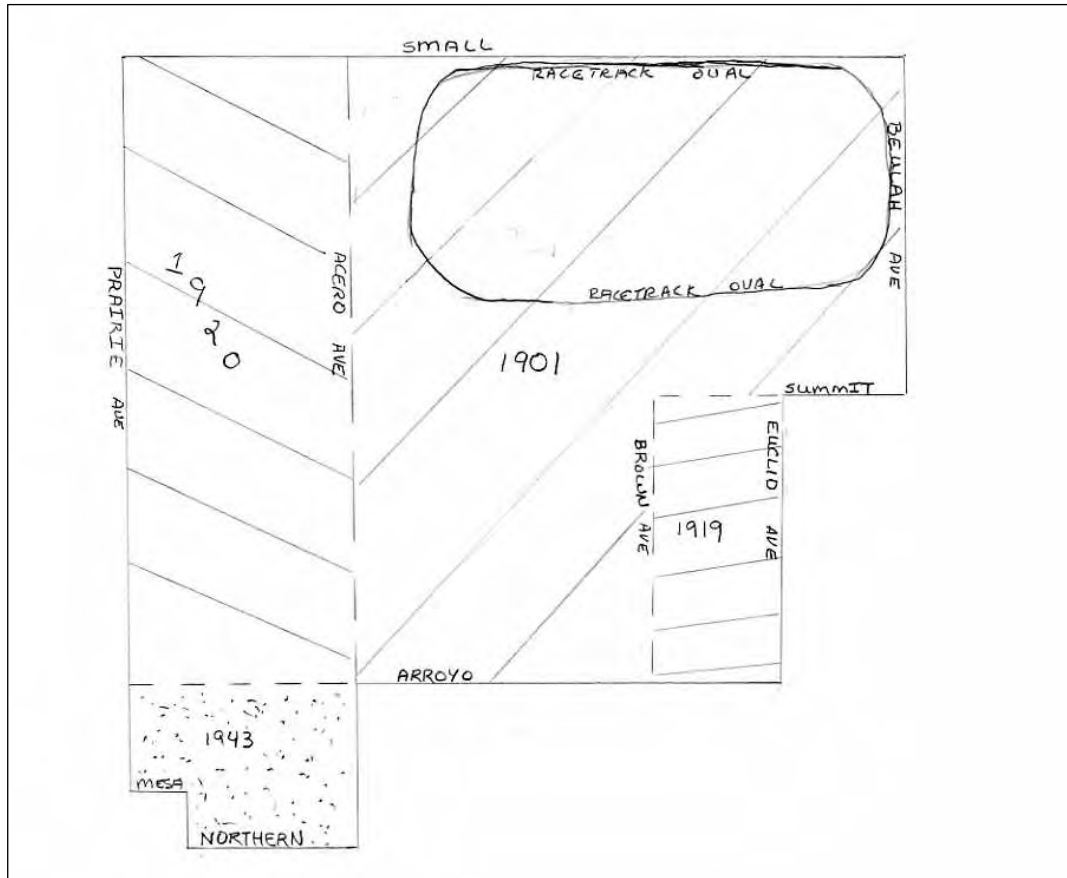 SMALL
RACETRACK OVAL
BEULAH AVE
ACERO AVE
PRAIRIE AVE
1920
RACETRACK OVAL
1901
SUMMIT
BROWN AVE
EUCLID AVE
1919
ARROYO
1943
MESA
NORTHERN